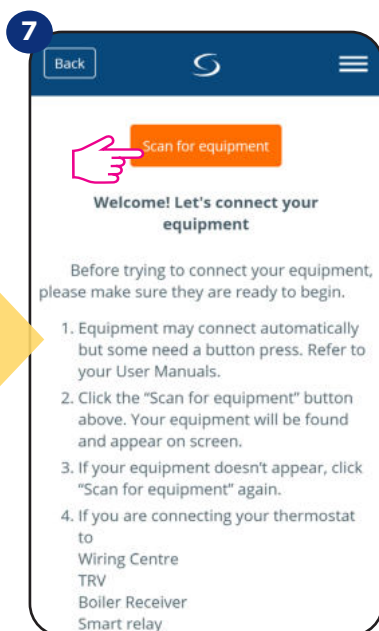 7
Back
Scan for equipment
Welcome! Let's connect your
equipment
Before trying to connect your equipment,
please make sure they are ready to begin.
1. Equipment may connect automatically
but some need a button press. Refer to
your User Manuals.
2. Click the “Scan for equipment” button
above. Your equipment will be found
and appear on screen.
3. If your equipment doesn’t appear, click
“Scan for equipment” again.
4. If you are connecting your thermostat
to
Wiring Centre
TRV
Boiler Receiver
Smart relay